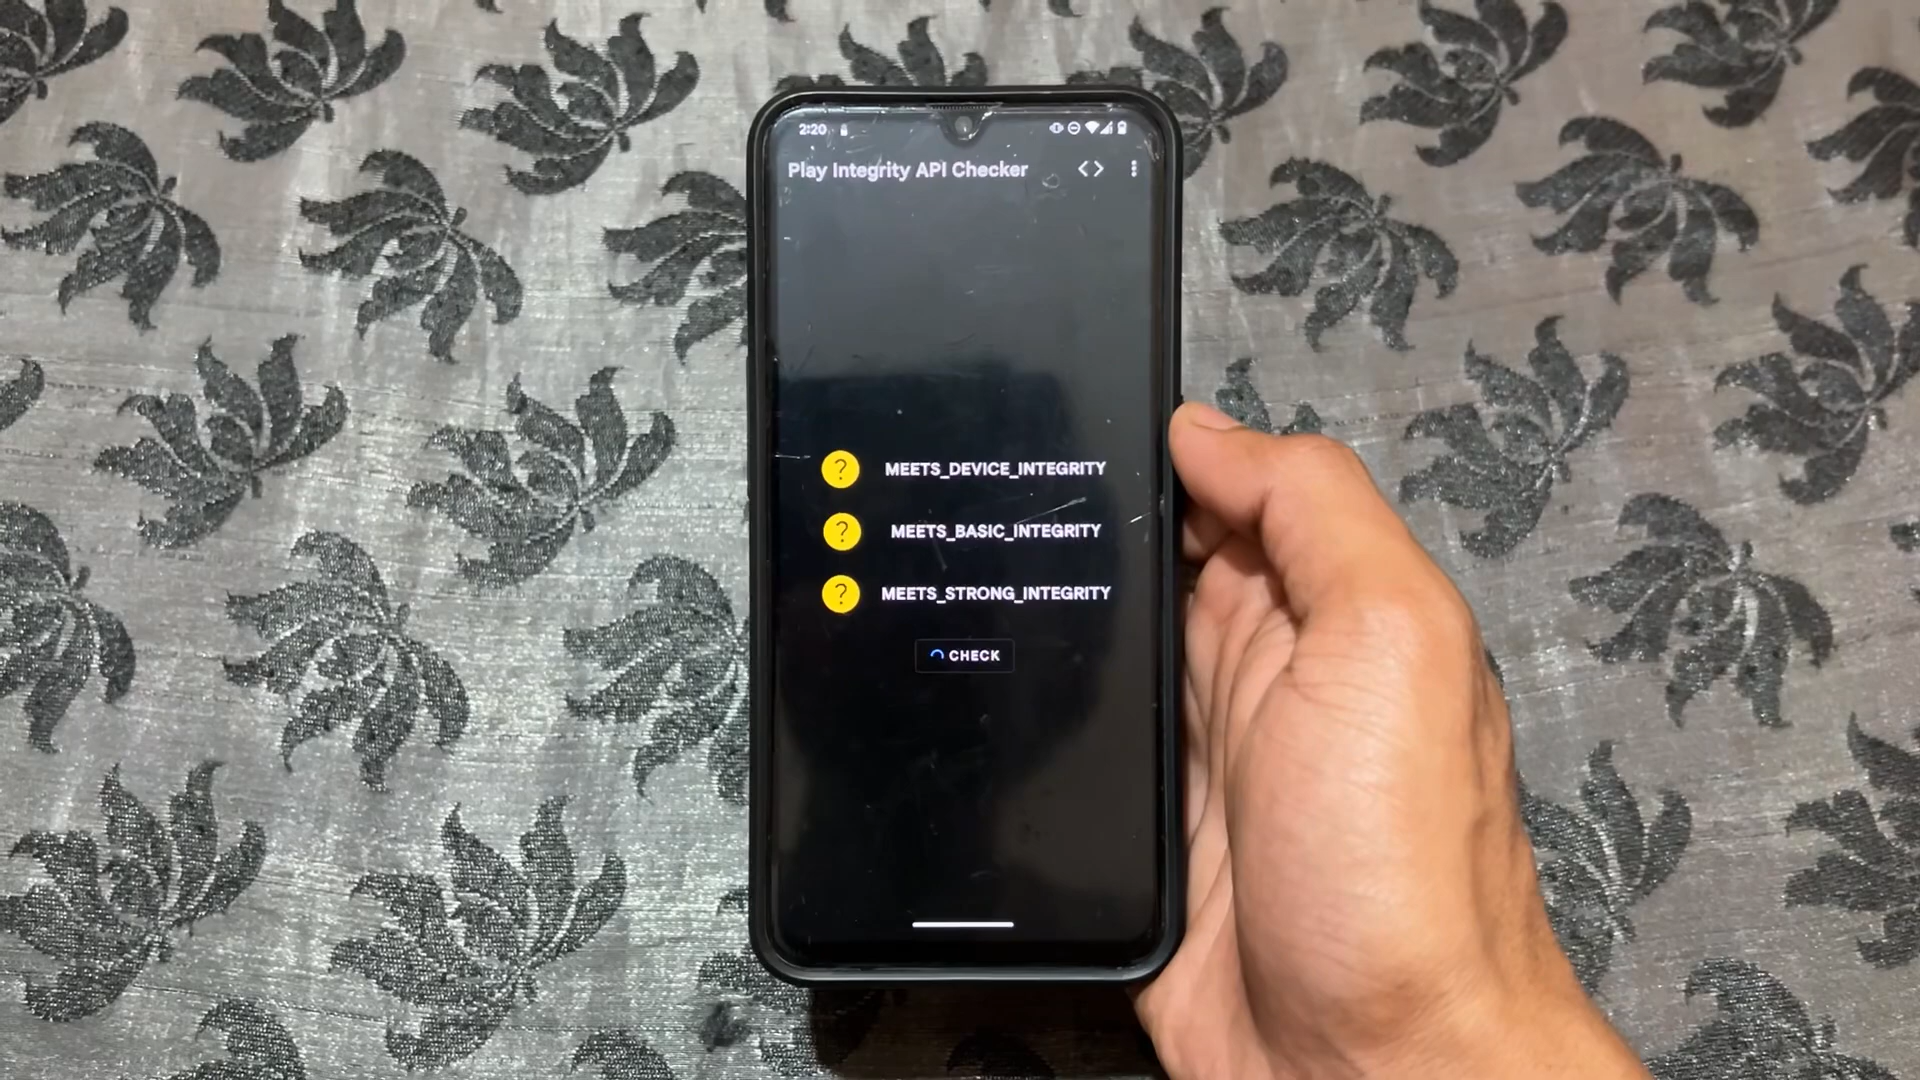 2:20
Play Integrity API Checker
? MEETS_DEVICE_INTEGRITY
? MEETS_BASIC_INTEGRITY
? MEETS_STRONG_INTEGRITY
CHECK